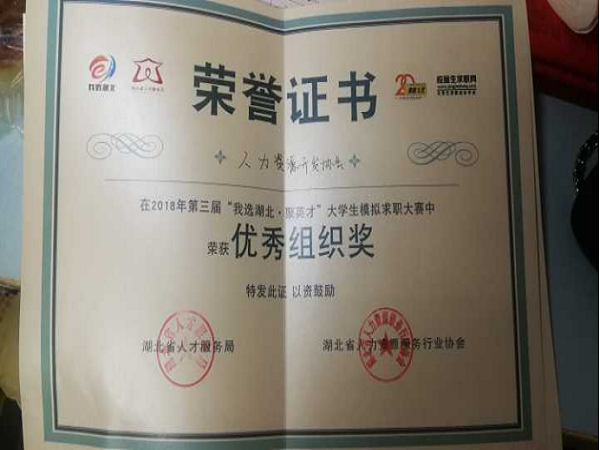 荣誉证书
人力资源开发协会
在2018年第三届“我选湖北·聚英才”大学生模拟求职大赛中
荣获 优秀组织奖
特发此证 以资鼓励
湖北省人才服务局 湖北省人力资源服务行业协会